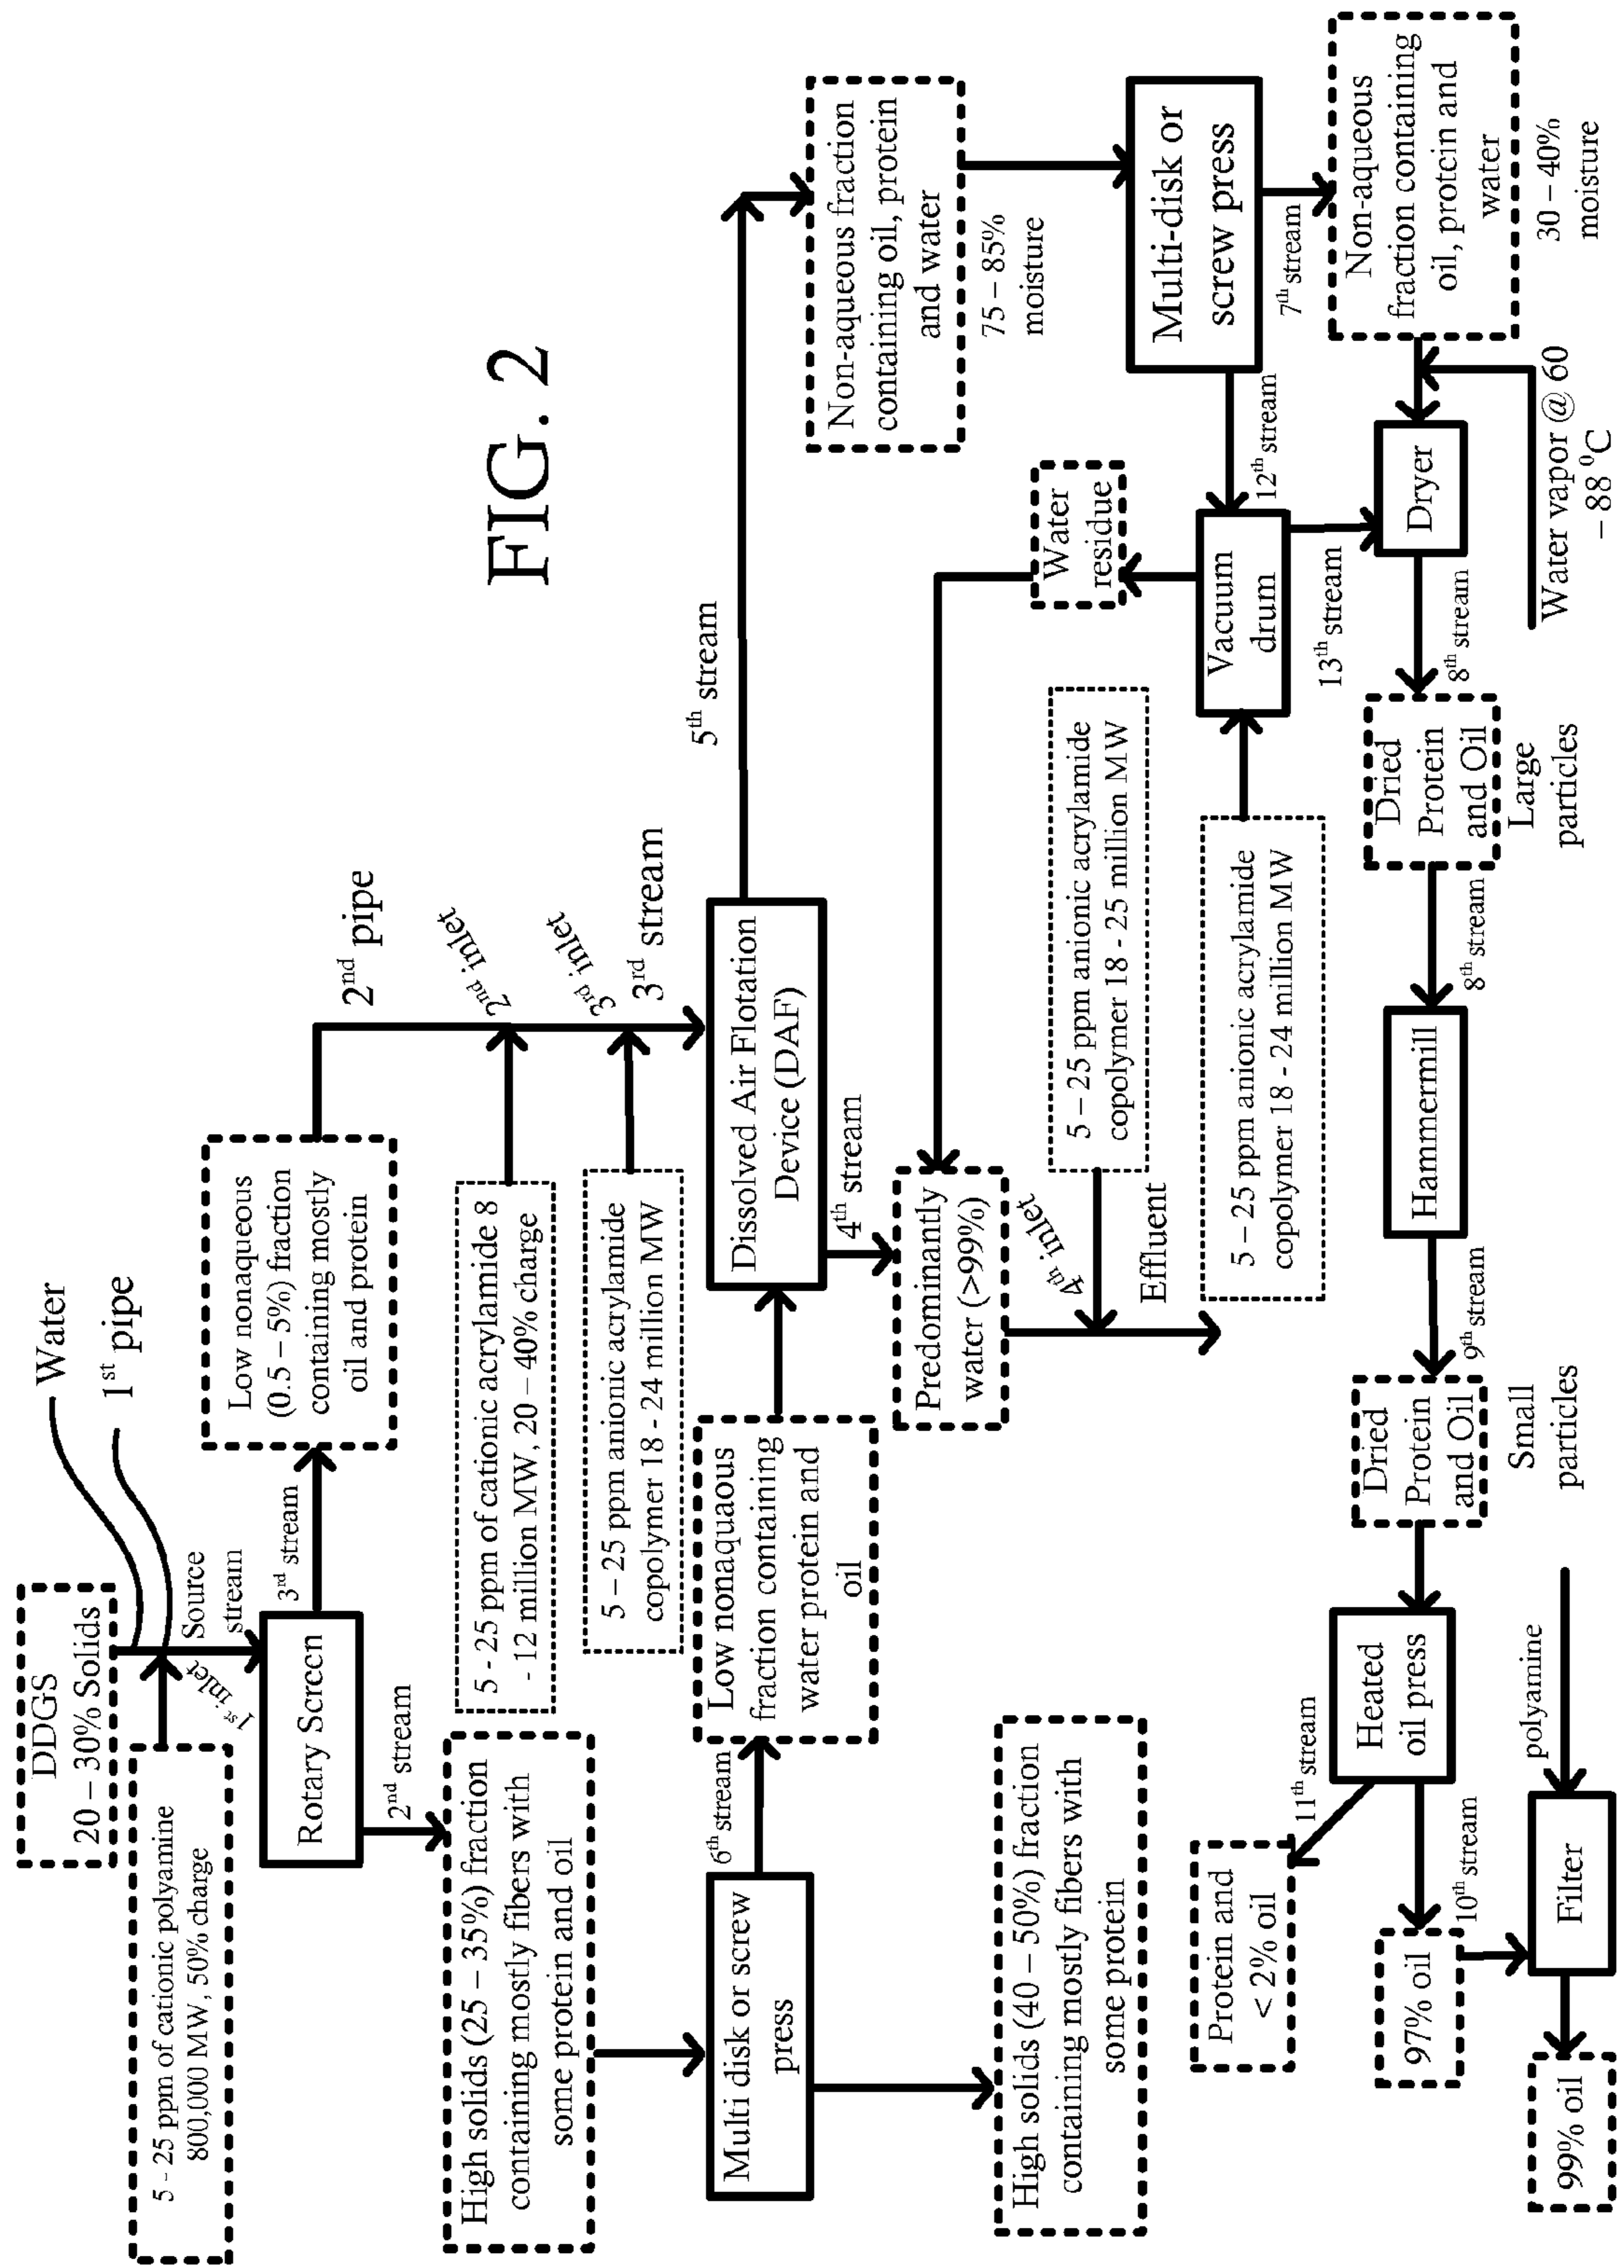 FIG. 2
DDGS
20 – 30% Solids
Water
1st pipe
5 - 25 ppm of cationic polyamine
800,000 MW, 50% charge
1st inlet
Source
stream
Rotary Screen
3rd stream
Low nonaqueous
(0.5 – 5%) fraction
containing mostly
oil and protein
2nd pipe
2nd inlet
3rd inlet
3rd stream
2nd stream
High solids (25 – 35%) fraction
containing mostly fibers with
some protein and oil
5 - 25 ppm of cationic acrylamide 8
- 12 million MW, 20 – 40% charge
5 – 25 ppm anionic acrylamide
copolymer 18 - 24 million MW
Multi disk or screw
press
6th stream
Low nonaquaous
fraction containing
water protein and
oil
Dissolved Air Flotation
Device (DAF)
5th stream
Non-aqueous fraction
containing oil, protein
and water
75 – 85%
moisture
4th stream
Predominantly
water (>99%)
4th inlet
Effluent
High solids (40 – 50%) fraction
containing mostly fibers with
some protein
5 – 25 ppm anionic acrylamide
copolymer 18 - 25 million MW
Water
residue
Multi-disk or
screw press
12th stream
7th stream
Vacuum
drum
5 – 25 ppm anionic acrylamide
copolymer 18 - 24 million MW
13th stream
Non-aqueous
fraction containing
oil, protein and
water
30 – 40%
moisture
Water vapor @ 60
– 88 ⁰C
Dryer
8th stream
Dried
Protein
and Oil
Large
particles
8th stream
Hammermill
9th stream
Dried
Protein
and Oil
Small
particles
Heated
oil press
11th stream
Protein and
< 2% oil
10th stream
97% oil
polyamine
Filter
99% oil